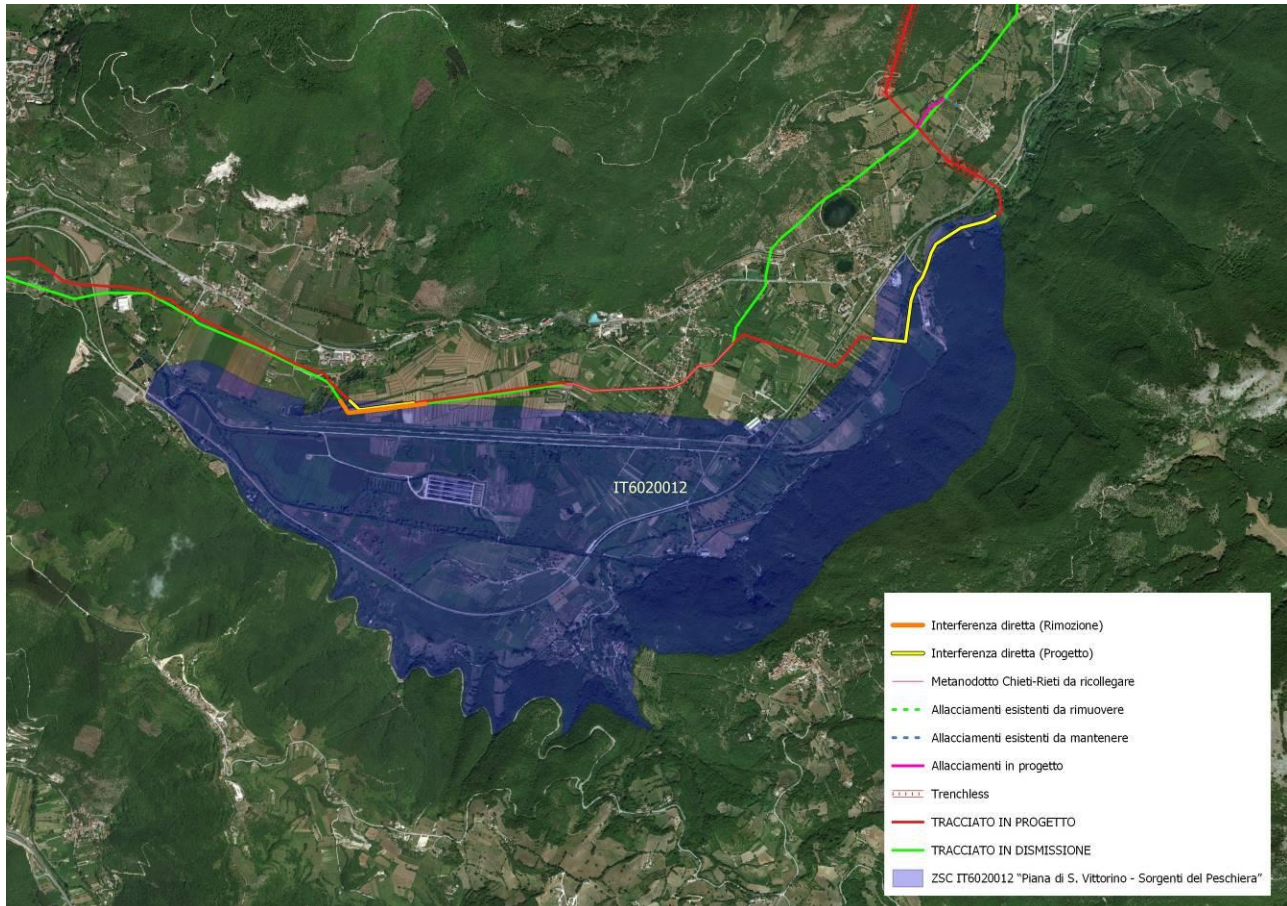 IT6020012
Interferenza diretta (Rimozione)
Interferenza diretta (Progetto)
Metanodotto Chieti-Rieti da ricollegare
Allacciamenti esistenti da rimuovere
Allacciamenti esistenti da mantenere
Allacciamenti in progetto
Trenchless
TRACCIATO IN PROGETTO
TRACCIATO IN DISMISSIONE
ZSC IT6020012 "Piana di S. Vittorino - Sorgenti del Peschiera"